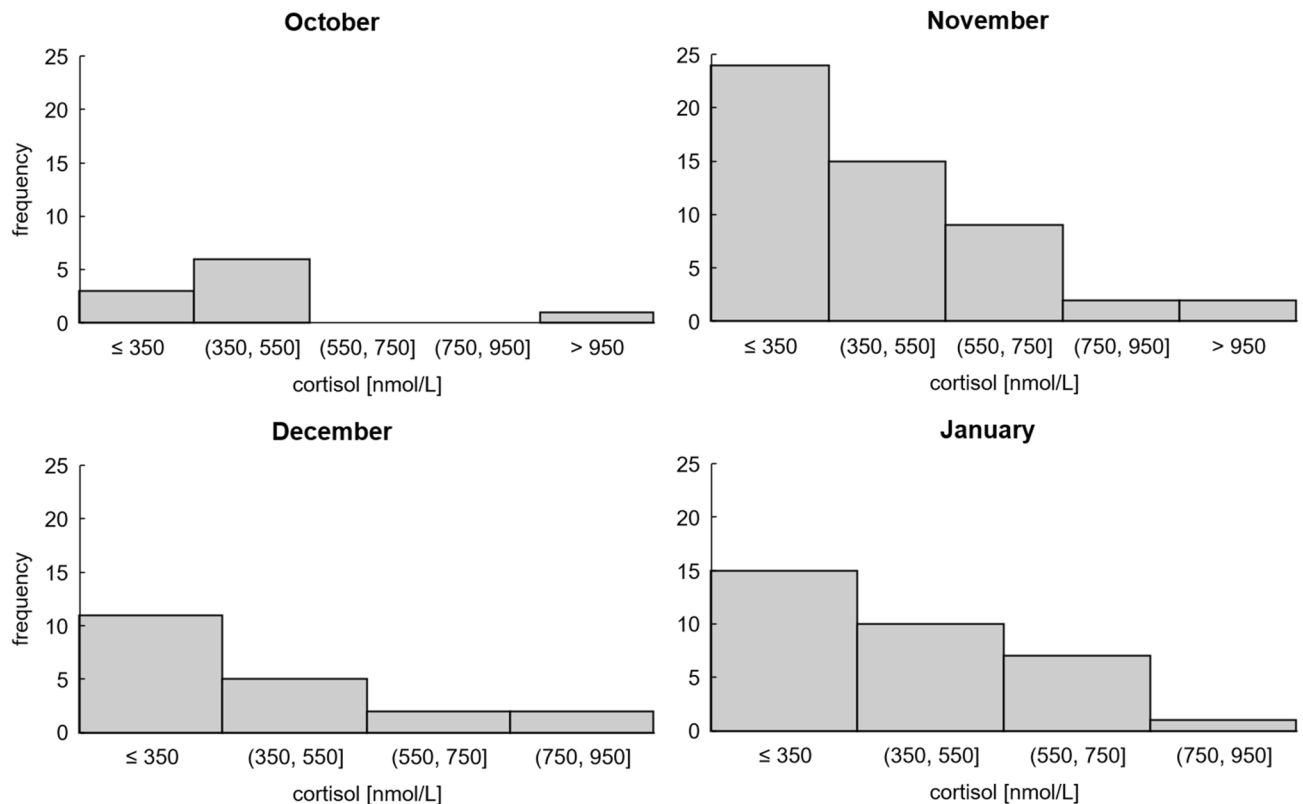 October
25
20
15
10
5
0
frequency
≤ 350 (350, 550] (550, 750] (750, 950] > 950
cortisol [nmol/L]
November
25
20
15
10
5
0
≤ 350 (350, 550] (550, 750] (750, 950] > 950
cortisol [nmol/L]
December
25
20
15
10
5
0
frequency
≤ 350 (350, 550] (550, 750] (750, 950]
cortisol [nmol/L]
January
25
20
15
10
5
0
≤ 350 (350, 550] (550, 750] (750, 950]
cortisol [nmol/L]